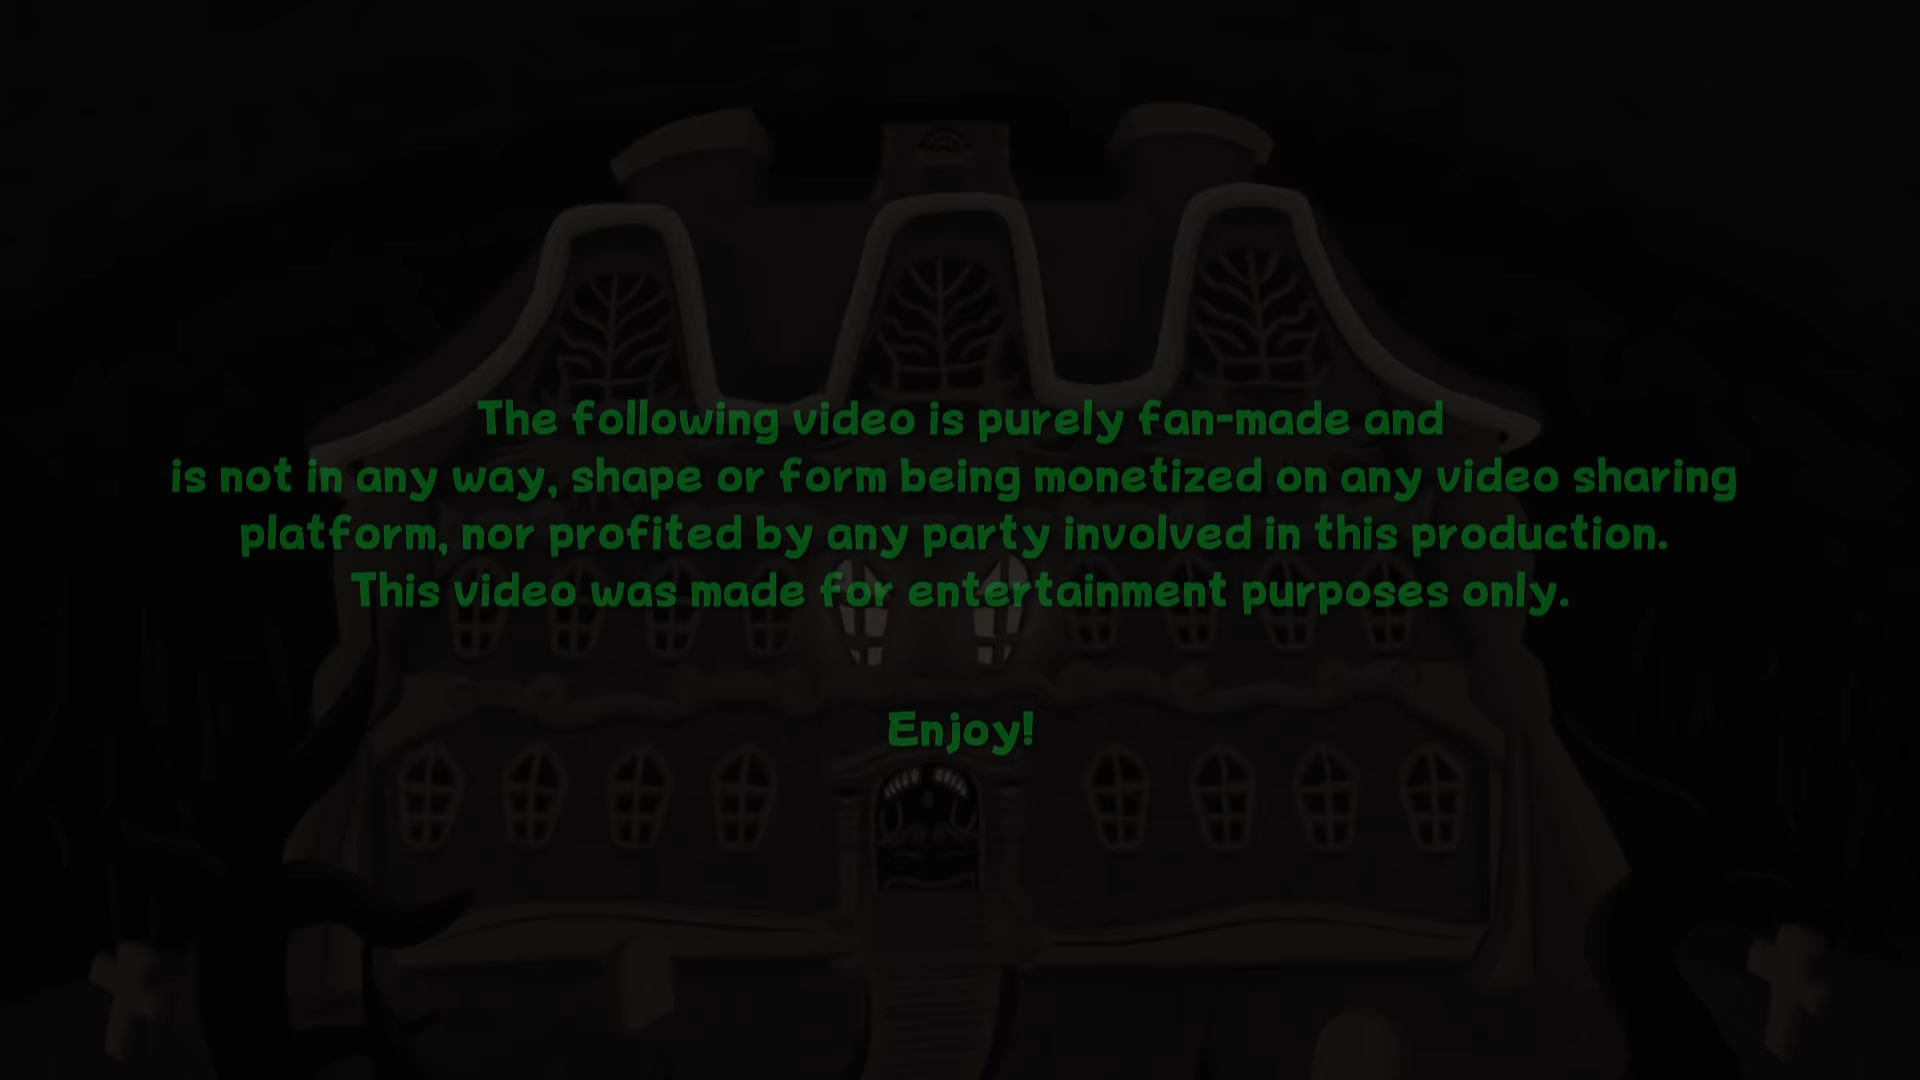 The following video is purely fan-made and
is not in any way, shape or form being monetized on any video sharing
platform, nor profited by any party involved in this production.
This video was made for entertainment purposes only.
Enjoy!